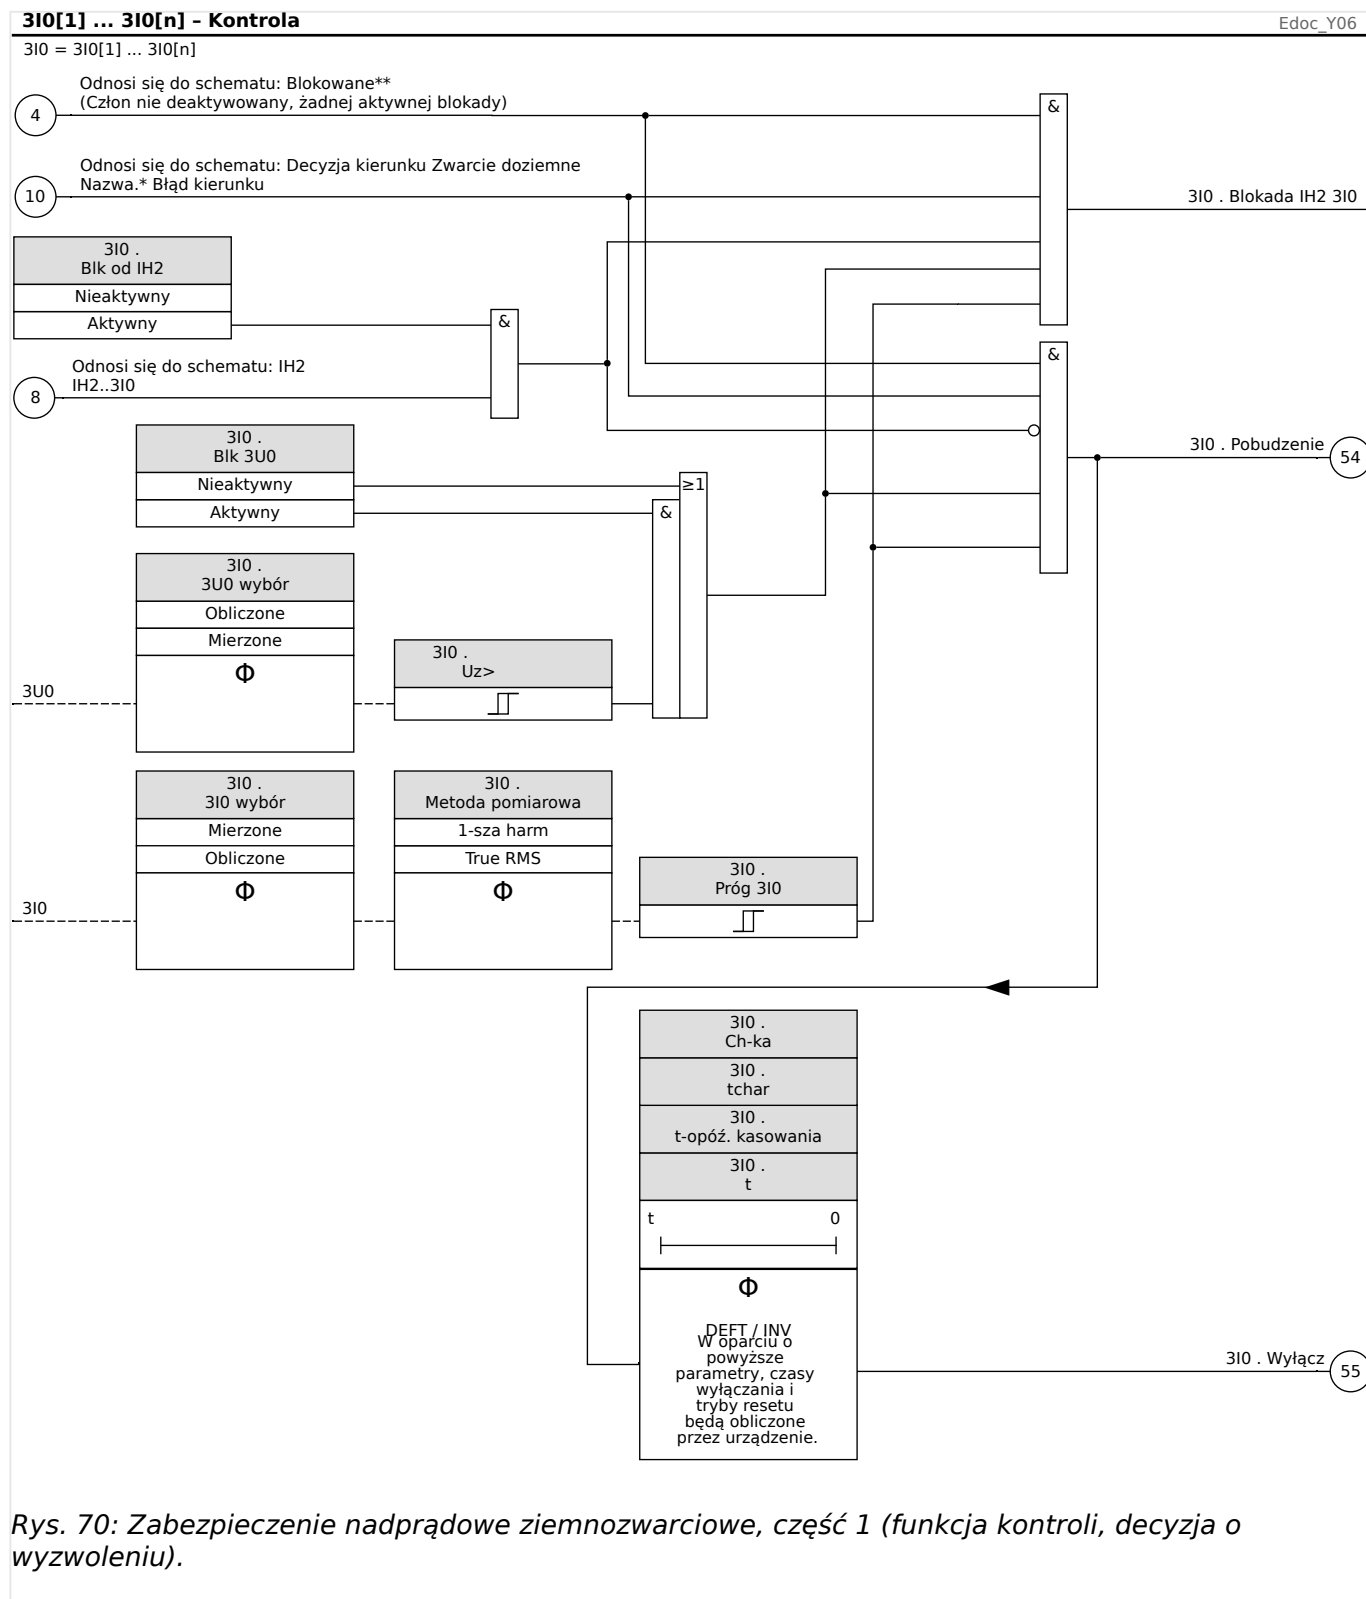 3I0[1] ... 3I0[n] – Kontrola
Edoc_Y06
3I0 = 3I0[1] ... 3I0[n]
Odnosi się do schematu: Blokowane**
(Człon nie deaktywowany, żadnej aktywnej blokady)
4
&
Odnosi się do schematu: Decyzja kierunku Zwarcie doziemne
Nazwa.* Błąd kierunku
10
3I0 . Blokada IH2 3I0
3I0 .
Blk od IH2
Nieaktywny
Aktywny
&
&
Odnosi się do schematu: IH2
IH2..3I0
8
3I0 .
Blk 3U0
Nieaktywny
Aktywny
≥1
&
3I0 . Pobudzenie
54
3I0 .
3U0 wybór
Obliczone
Mierzone
Φ
3U0
3I0 .
Uz>
3I0 .
3I0 wybór
Mierzone
Obliczone
Φ
3I0
3I0 .
Metoda pomiarowa
1-sza harm
True RMS
Φ
3I0 .
Próg 3I0
3I0 .
Ch-ka
3I0 .
tchar
3I0 .
t-opóź. kasowania
3I0 .
t
t 0
Φ
DEFT / INV
W oparciu o
powyższe
parametry, czasy
wyłączania i
tryby resetu
będą obliczone
przez urządzenie.
3I0 . Wyłącz
55
Rys. 70: Zabezpieczenie nadprądowe ziemnozwarciowe, część 1 (funkcja kontroli, decyzja o
wyzwoleniu).